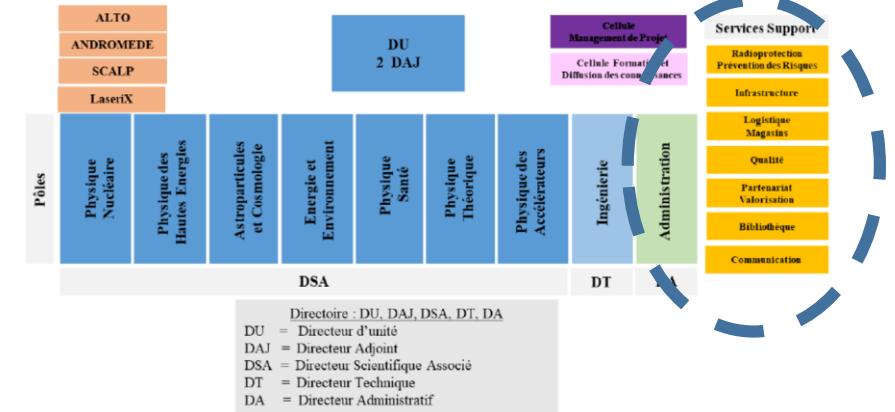 ALTO
ANDROMEDE
SCALP
LaseriX
DU
2 DAJ
Cellule
Management de Projet
Cellule Formation et
Diffusion des connaissances
Services Support
Radioprotection
Prévention des Risques
Infrastructure
Logistique
Magasins
Qualité
Partenariat
Valorisation
Bibliothèque
Communication
Pôles
Physique
Nucléaire
Physique des
Hautes Energies
Astroparticules
et Cosmologie
Energie et
Environnement
Physique
Santé
Physique
Théorique
Physique des
Accélérateurs
Ingénierie
Administration
DSA
DT
DA
Directoire : DU, DAJ, DSA, DT, DA
DU = Directeur d'unité
DAJ = Directeur Adjoint
DSA = Directeur Scientifique Associé
DT = Directeur Technique
DA = Directeur Administratif